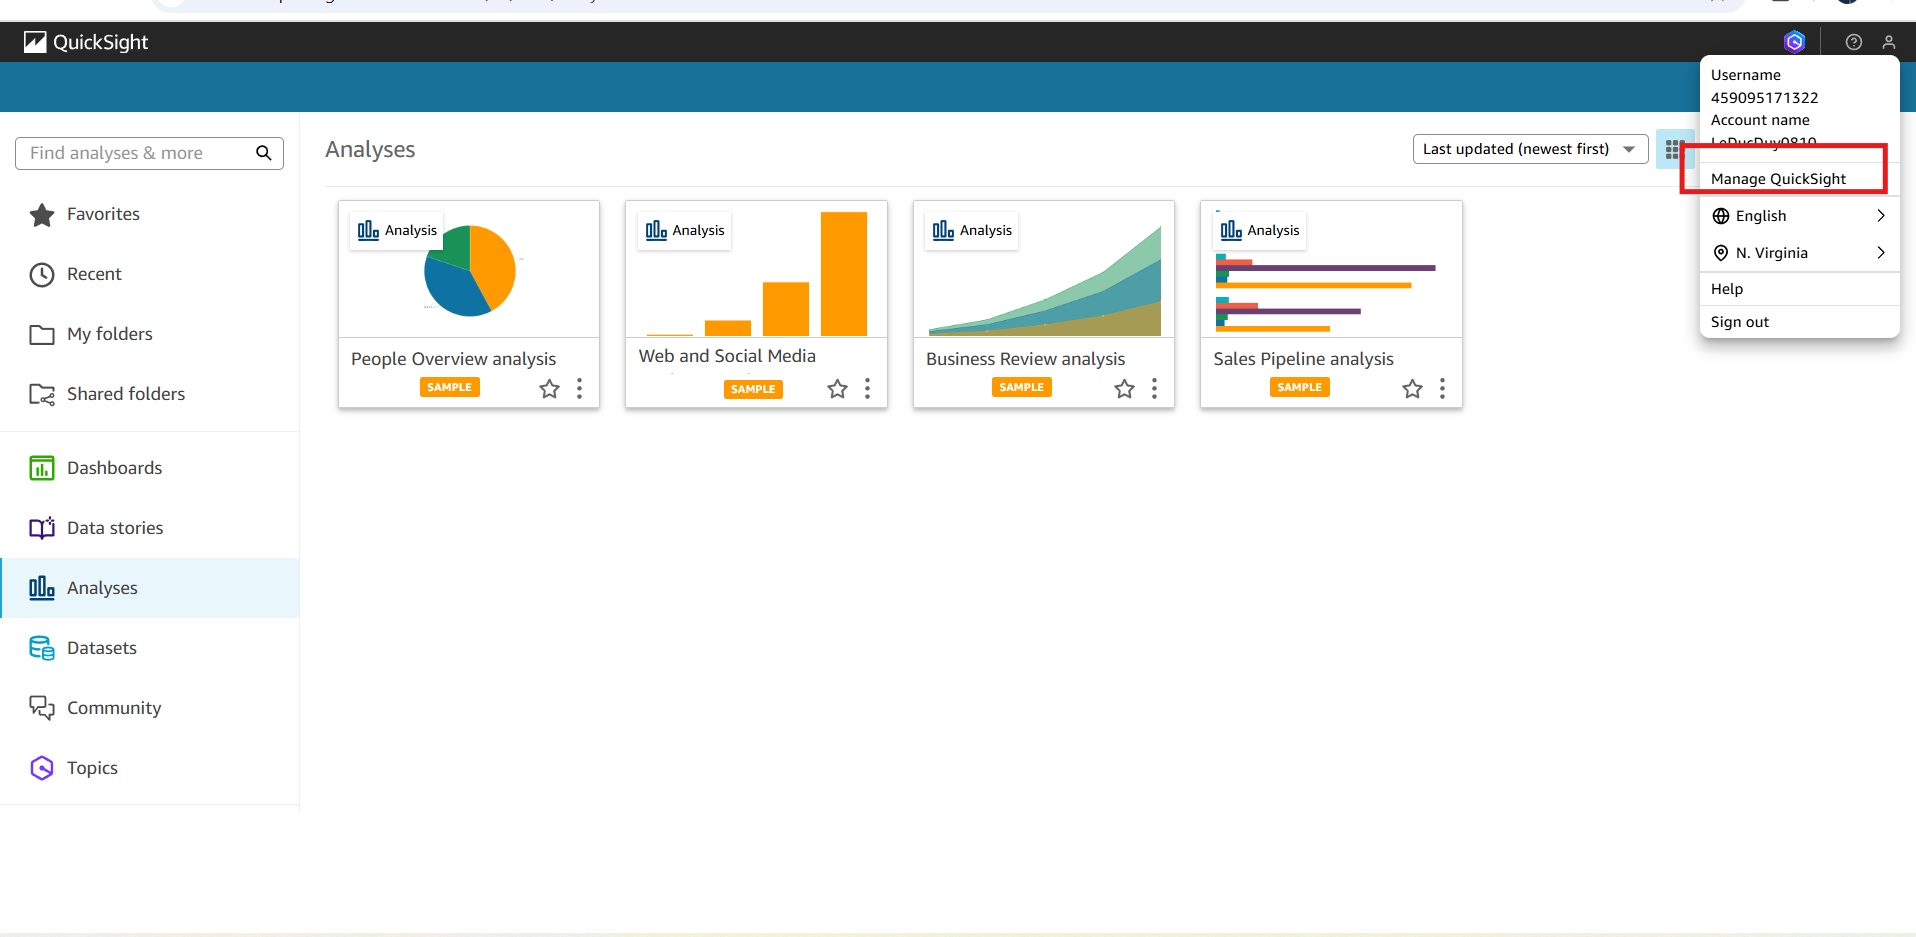 QuickSight
Username
459095171322
Account name
LeDucDuy0810
Manage QuickSight
English
N. Virginia
Help
Sign out
Find analyses & more
Favorites
Recent
My folders
Shared folders
Dashboards
Data stories
Analyses
Datasets
Community
Topics
Analyses
Last updated (newest first)
Analysis
People Overview analysis
SAMPLE
Analysis
Web and Social Media
SAMPLE
Analysis
Business Review analysis
SAMPLE
Analysis
Sales Pipeline analysis
SAMPLE